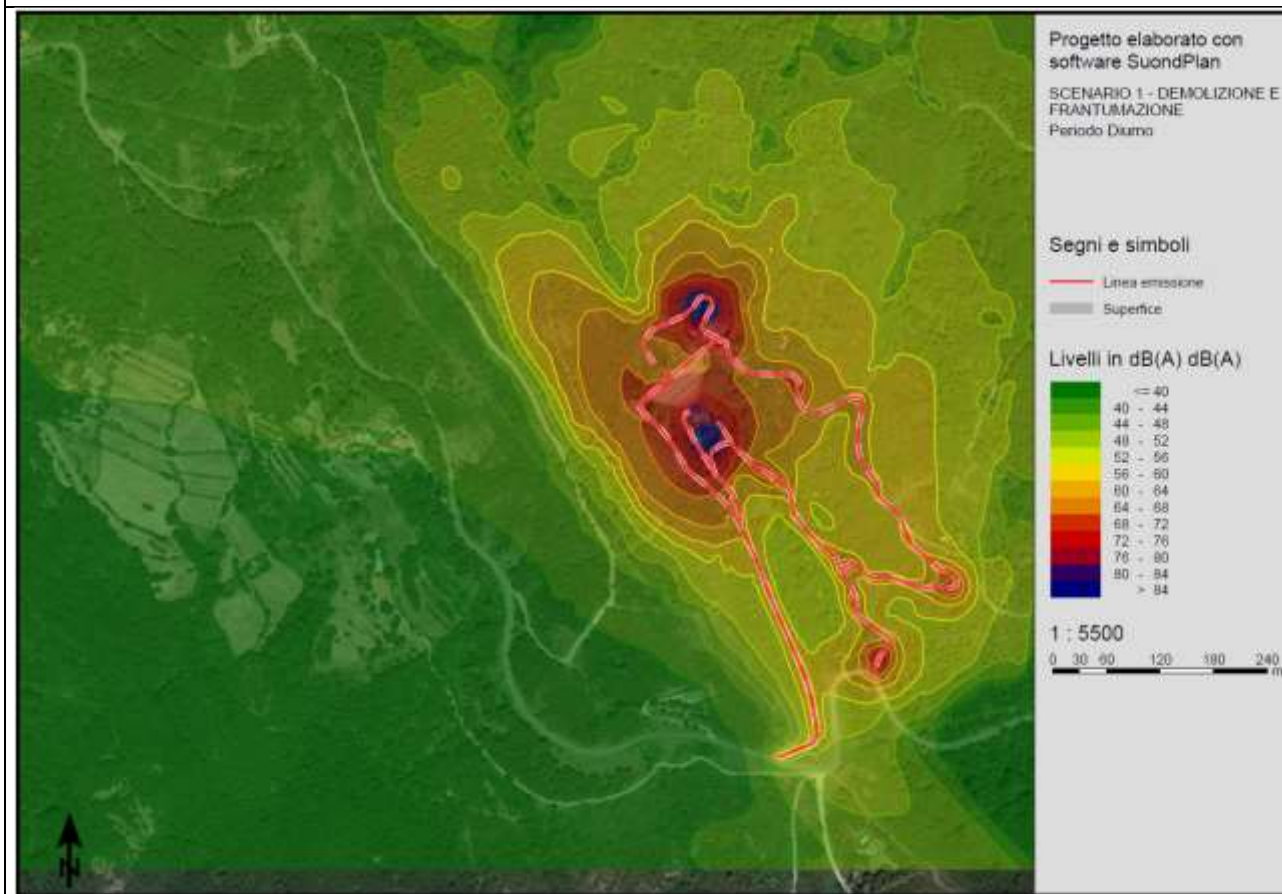 Progetto elaborato con
software SuondPlan
SCENARIO 1 - DEMOLIZIONE E
FRANTUMAZIONE
Periodo Diurno
Segni e simboli
Linea emissione
Superfice
Livelli in dB(A) dB(A)
<= 40
40 - 44
44 - 48
48 - 52
52 - 56
56 - 60
60 - 64
64 - 68
68 - 72
72 - 76
76 - 80
80 - 84
> 84
1 : 5500
0 30 60 120 180 240
m
N